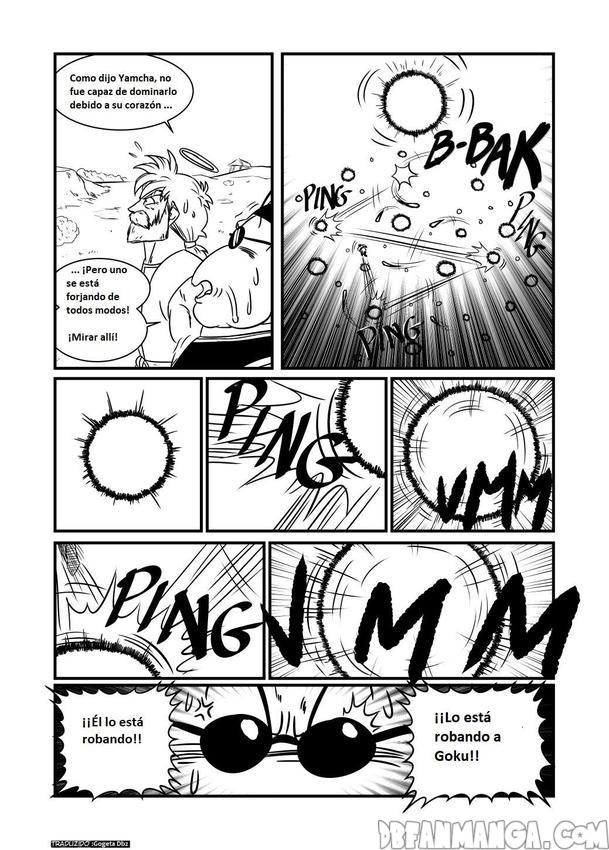 Como dijo Yamcha, no
fue capaz de dominarlo
debido a su corazón ...
... ¡Pero uno
se está
forjando de
todos modos!
¡Mirar allí!
B-BAK
PING-
PING
PING
PING
VMM
PING-
VMM
¡¡Él lo está
robando!!
¡¡Lo está
robando a
Goku!!
TRADUZIDO :Gogeta Dbz
DBFANMANGA.COM